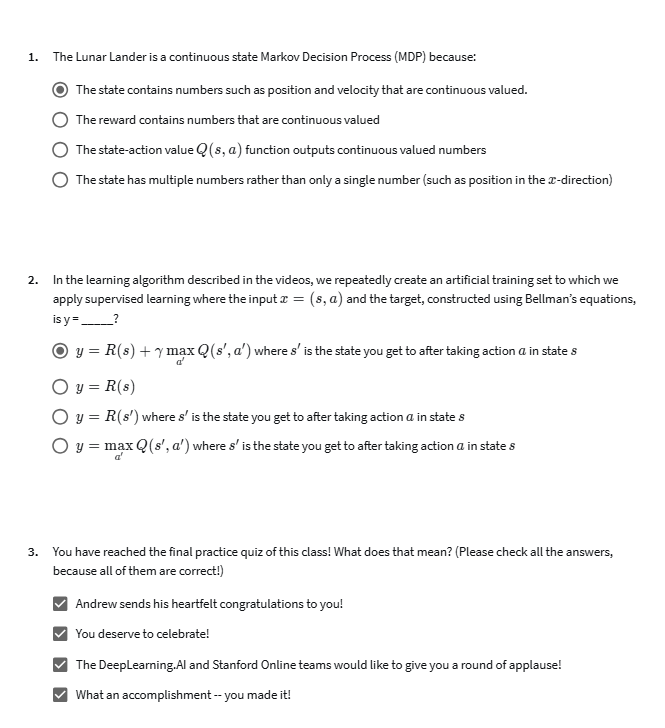 1. The Lunar Lander is a continuous state Markov Decision Process (MDP) because:
The state contains numbers such as position and velocity that are continuous valued.
The reward contains numbers that are continuous valued
The state-action value Q(s, a) function outputs continuous valued numbers
The state has multiple numbers rather than only a single number (such as position in the x-direction)
2. In the learning algorithm described in the videos, we repeatedly create an artificial training set to which we
apply supervised learning where the input x = (s, a) and the target, constructed using Bellman's equations,
is y = _____?
y = R(s) + γ max Q(s′, a′) where s′ is the state you get to after taking action a in state s
a′
y = R(s)
y = R(s′) where s′ is the state you get to after taking action a in state s
y = max Q(s′, a′) where s′ is the state you get to after taking action a in state s
a′
3. You have reached the final practice quiz of this class! What does that mean? (Please check all the answers,
because all of them are correct!)
Andrew sends his heartfelt congratulations to you!
You deserve to celebrate!
The DeepLearning.AI and Stanford Online teams would like to give you a round of applause!
What an accomplishment -- you made it!